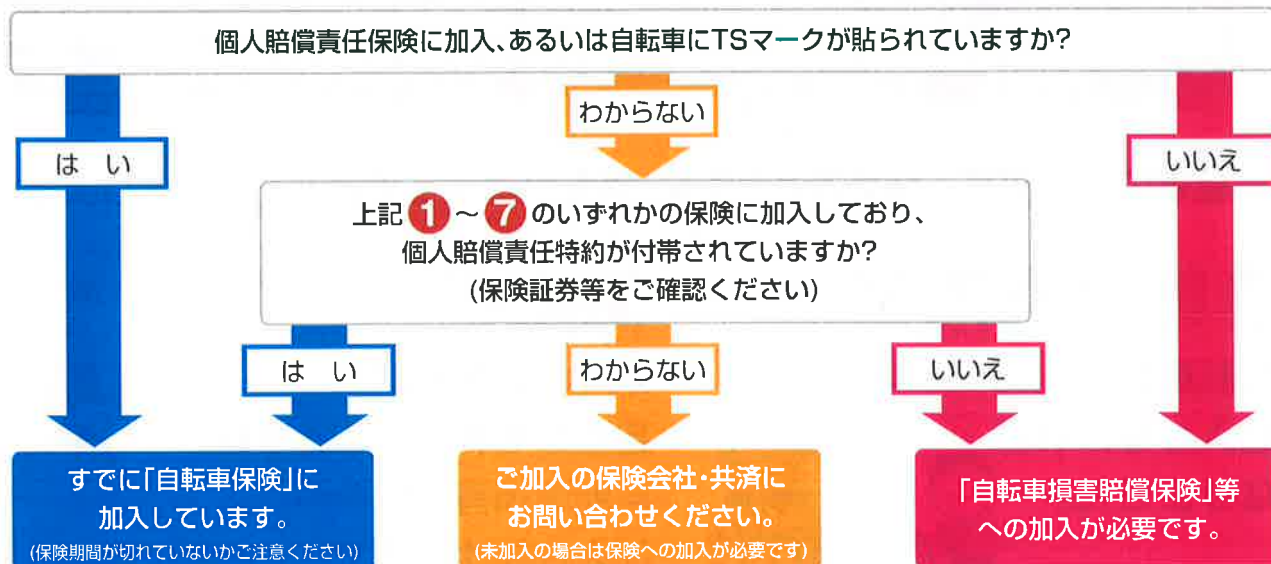 個人賠償責任保険に加入、あるいは自転車にTSマークが貼られていますか?
わからない
は い
いいえ
上記1~7のいずれかの保険に加入しており、
個人賠償責任特約が付帯されていますか?
(保険証券等をご確認ください)
は い
わからない
いいえ
すでに「自転車保険」に
加入しています。
(保険期間が切れていないかご注意ください)
ご加入の保険会社・共済に
お問い合わせください。
(未加入の場合は保険への加入が必要です)
「自転車損害賠償保険」等
への加入が必要です。